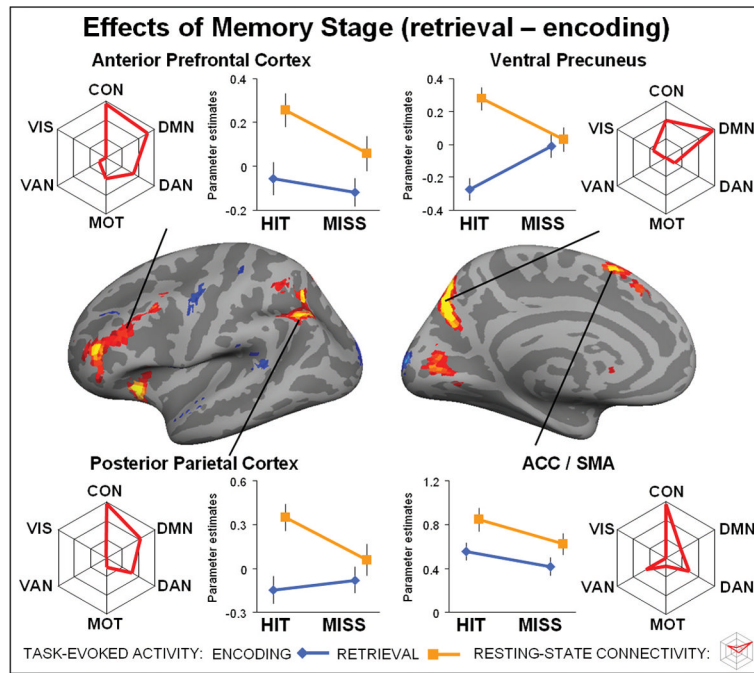 Effects of Memory Stage (retrieval – encoding)
Anterior Prefrontal Cortex
CON
VIS
DMN
VAN
DAN
MOT
Parameter estimates
0.4
0.2
0
-0.2
HIT
MISS
Ventral Precuneus
Parameter estimates
0.4
0.2
0
-0.2
-0.4
HIT
MISS
CON
VIS
DMN
VAN
DAN
MOT
Posterior Parietal Cortex
CON
VIS
DMN
VAN
DAN
MOT
Parameter estimates
0.6
0.3
0
-0.3
HIT
MISS
ACC / SMA
Parameter estimates
1.2
0.8
0.4
0
HIT
MISS
CON
VIS
DMN
VAN
DAN
MOT
TASK-EVOKED ACTIVITY: ENCODING RETRIEVAL RESTING-STATE CONNECTIVITY: